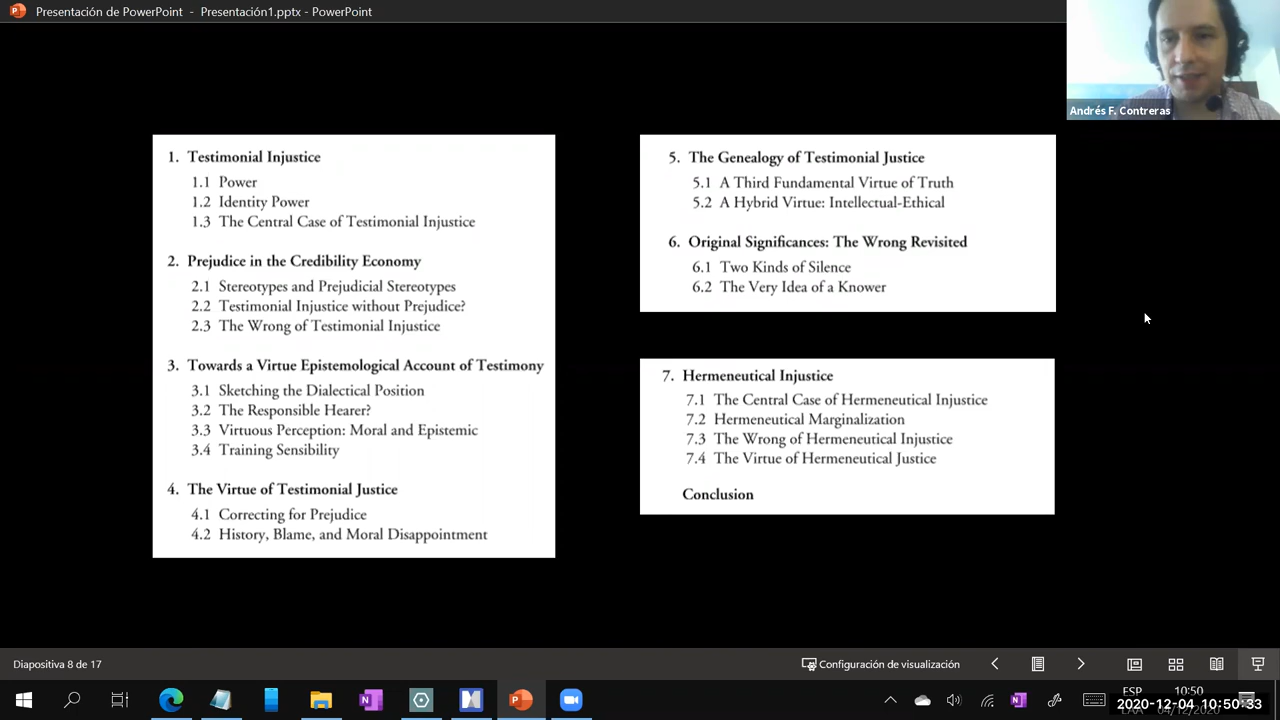 Presentación de PowerPoint - Presentación1.pptx - PowerPoint
Andrés F. Contreras
1. Testimonial Injustice
1.1 Power
1.2 Identity Power
1.3 The Central Case of Testimonial Injustice
2. Prejudice in the Credibility Economy
2.1 Stereotypes and Prejudicial Stereotypes
2.2 Testimonial Injustice without Prejudice?
2.3 The Wrong of Testimonial Injustice
3. Towards a Virtue Epistemological Account of Testimony
3.1 Sketching the Dialectical Position
3.2 The Responsible Hearer?
3.3 Virtuous Perception: Moral and Epistemic
3.4 Training Sensibility
4. The Virtue of Testimonial Justice
4.1 Correcting for Prejudice
4.2 History, Blame, and Moral Disappointment
5. The Genealogy of Testimonial Justice
5.1 A Third Fundamental Virtue of Truth
5.2 A Hybrid Virtue: Intellectual-Ethical
6. Original Significances: The Wrong Revisited
6.1 Two Kinds of Silence
6.2 The Very Idea of a Knower
7. Hermeneutical Injustice
7.1 The Central Case of Hermeneutical Injustice
7.2 Hermeneutical Marginalization
7.3 The Wrong of Hermeneutical Injustice
7.4 The Virtue of Hermeneutical Justice
Conclusion
Diapositiva 8 de 17
Configuración de visualización
ESP
10:50
2020-12-04 10:50:33